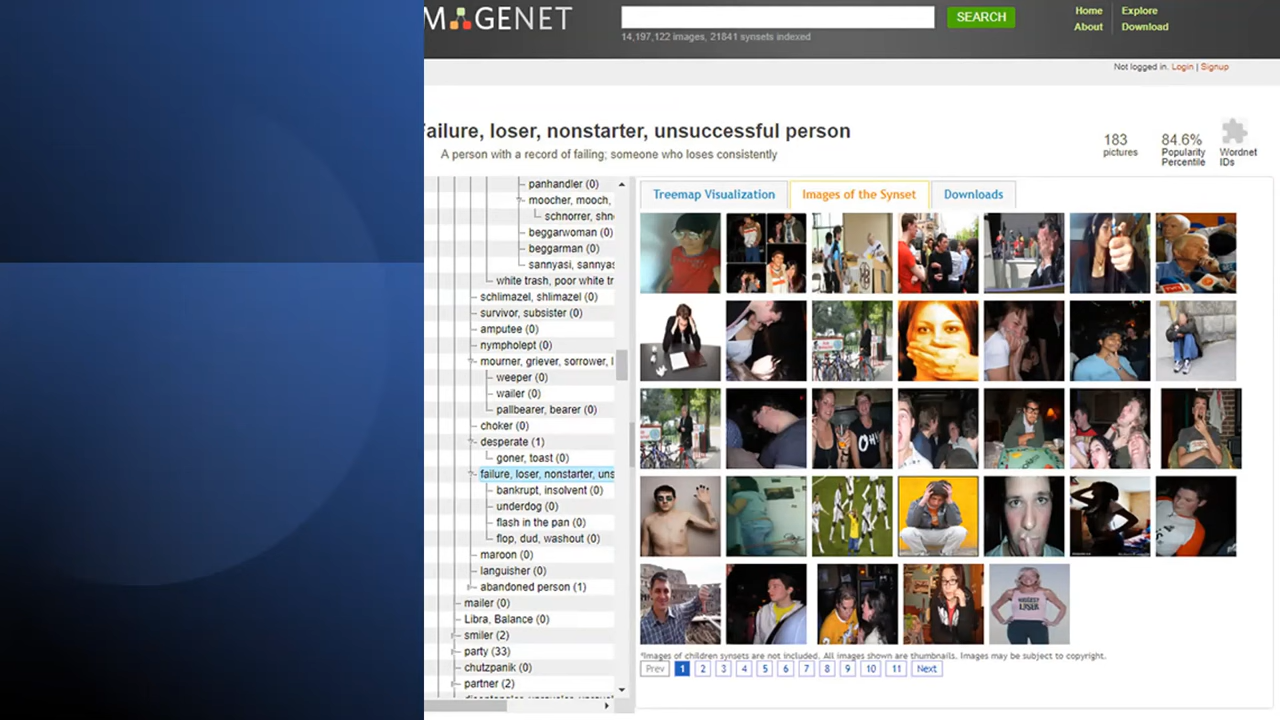 IMAGENET
SEARCH
14,197,122 images, 21841 synsets indexed
Home
Explore
About
Download
Not logged in. Login | Signup
Failure, loser, nonstarter, unsuccessful person
A person with a record of failing; someone who loses consistently
183
pictures
84.6%
Popularity
Percentile
Wordnet
IDs
panhandler (0)
moocher, mooch,
schnorrer, shn
beggarwoman (0)
beggarman (0)
sannyasi, sannyas
white trash, poor white tr
schlimazel, shlimazel (0)
survivor, subsister (0)
amputee (0)
nympholept (0)
mourner, griever, sorrower, l
weeper (0)
wailer (0)
pallbearer, bearer (0)
choker (0)
desperate (1)
goner, toast (0)
failure, loser, nonstarter, uns
bankrupt, insolvent (0)
underdog (0)
flash in the pan (0)
flop, dud, washout (0)
maroon (0)
languisher (0)
abandoned person (1)
mailer (0)
Libra, Balance (0)
smiler (2)
party (33)
chutzpanik (0)
partner (2)
Treemap Visualization
Images of the Synset
Downloads
OH!
BIGGEST
LOSER
*Images of children synsets are not included. All images shown are thumbnails. Images may be subject to copyright.
Prev 1 2 3 4 5 6 7 8 9 10 11 Next